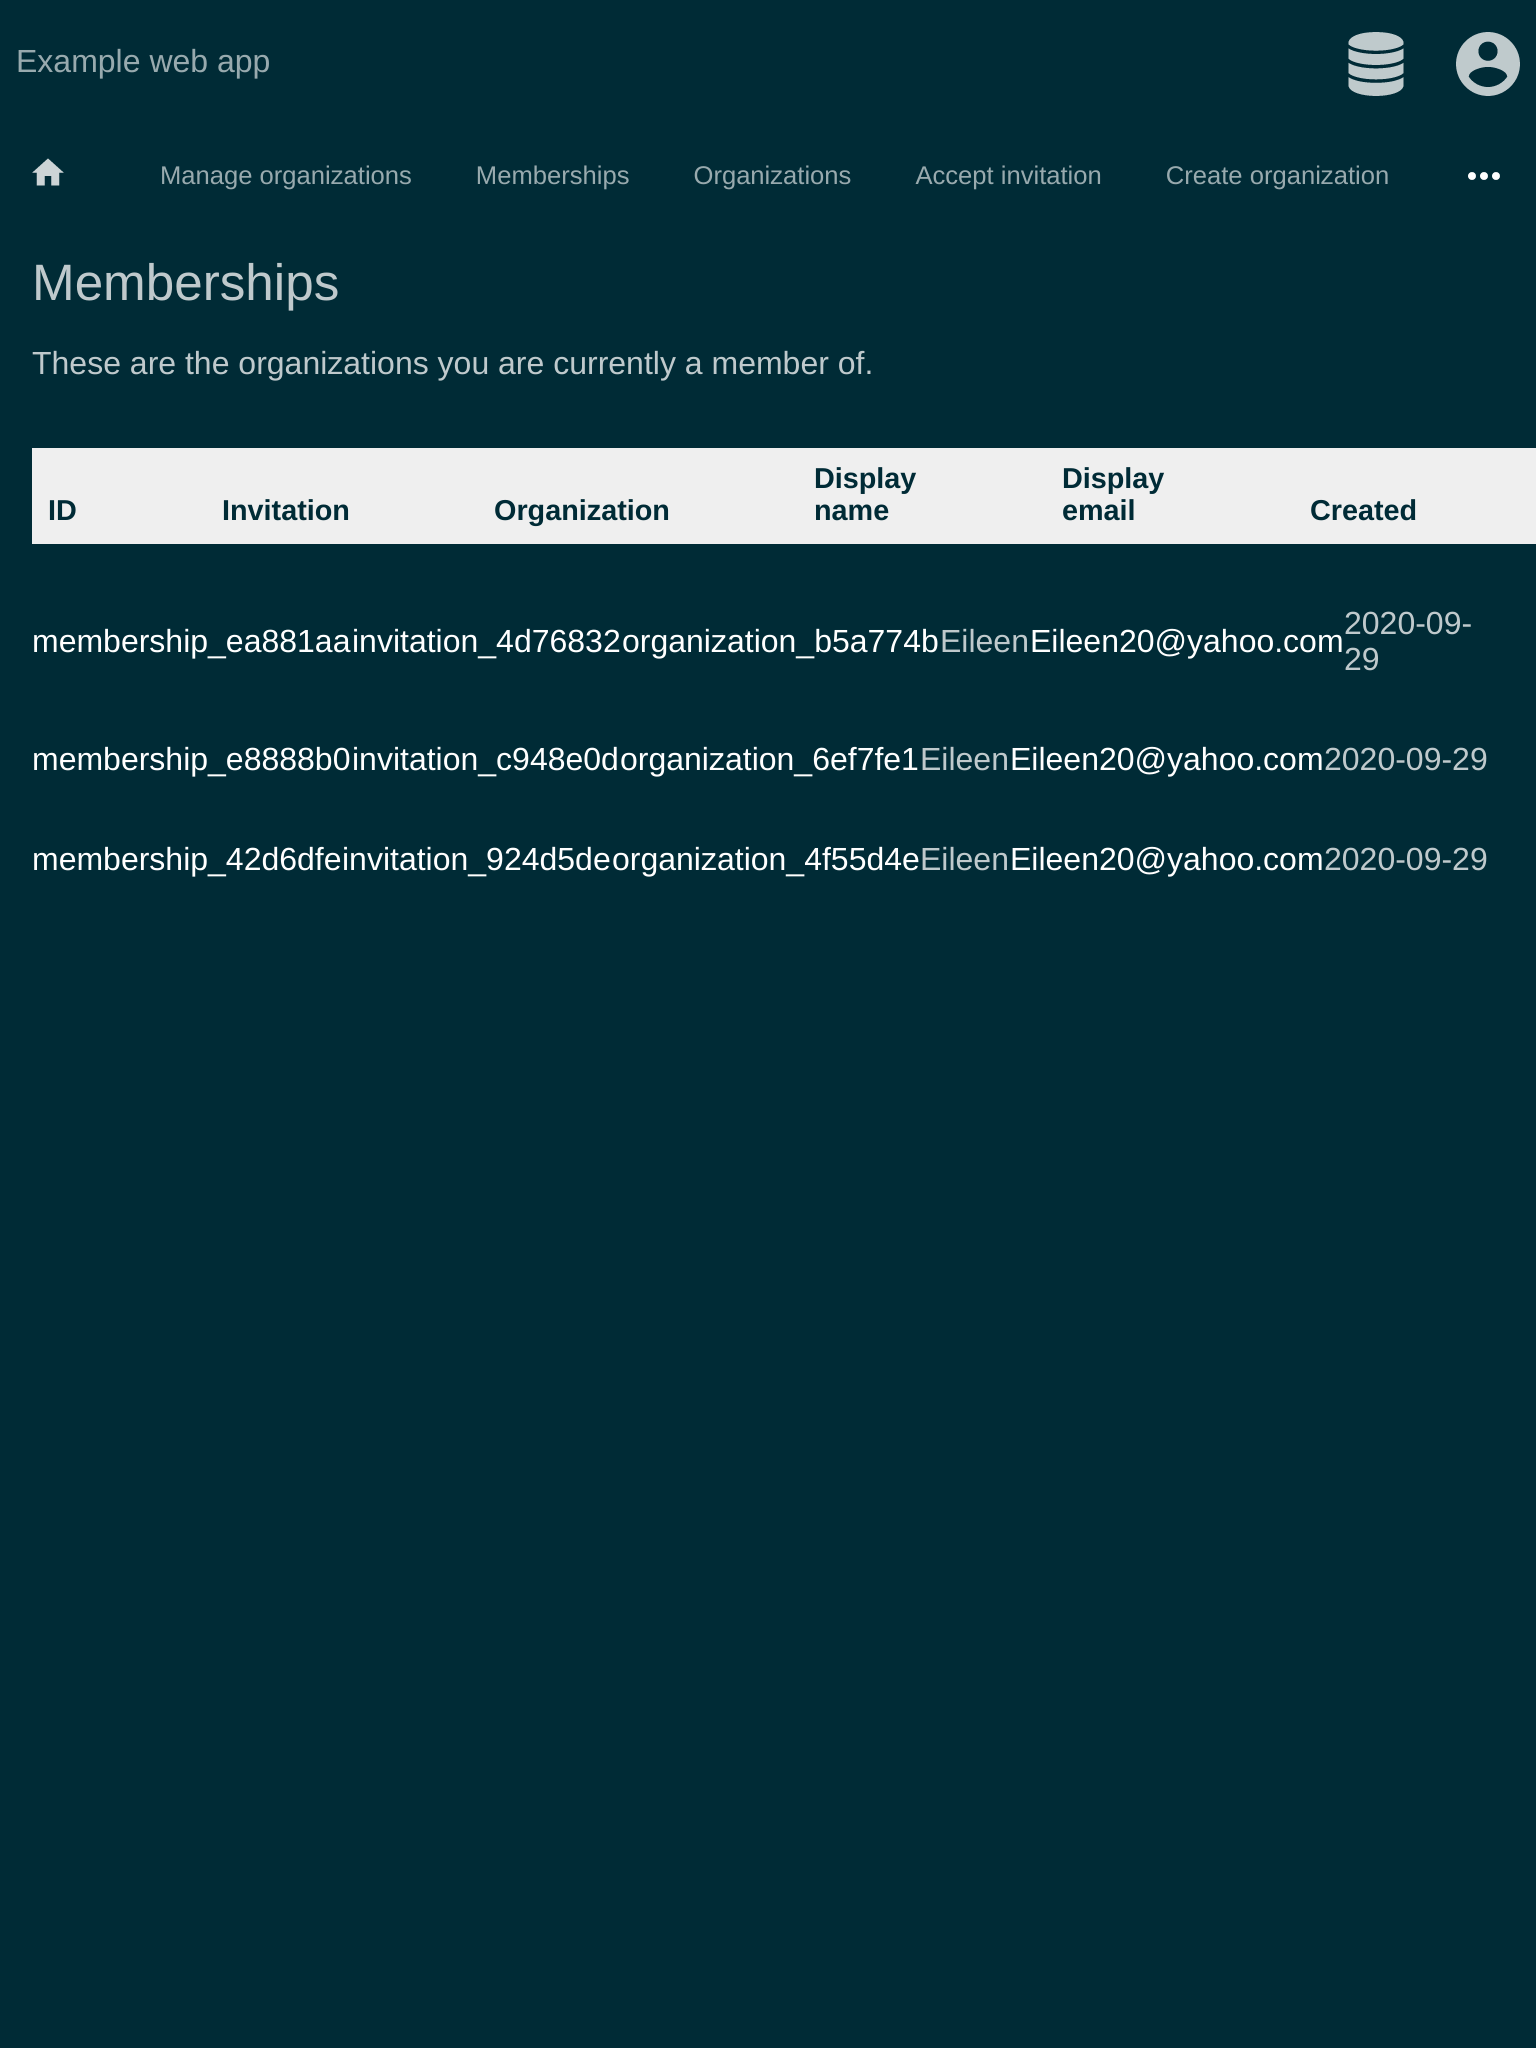 Example web app
Manage organizations Memberships Organizations Accept invitation Create organization
Memberships
These are the organizations you are currently a member of.
ID Invitation Organization Display name Display email Created
membership_ea881aa invitation_4d76832 organization_b5a774b Eileen Eileen20@yahoo.com 2020-09-29
membership_e8888b0 invitation_c948e0d organization_6ef7fe1 Eileen Eileen20@yahoo.com 2020-09-29
membership_42d6dfe invitation_924d5de organization_4f55d4e Eileen Eileen20@yahoo.com 2020-09-29